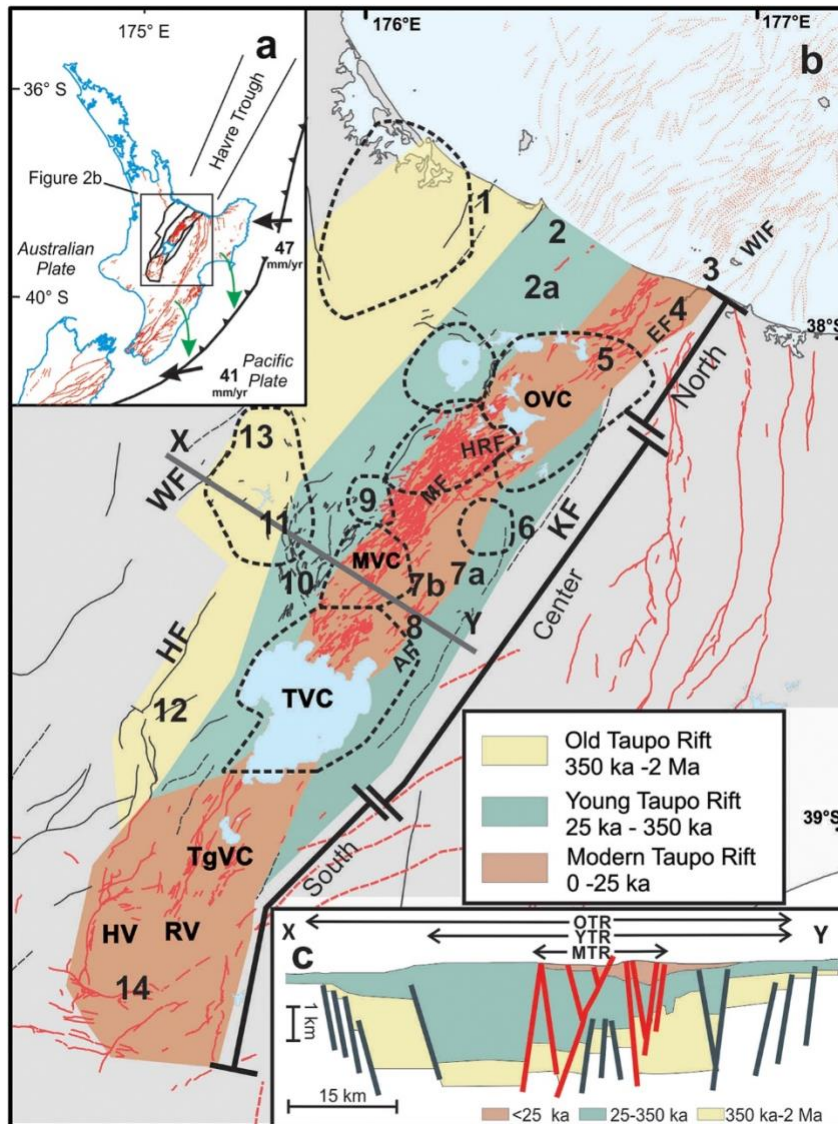 175° E
a
36° S
Havre Trough
Figure 2b
Australian
Plate
47
mm/yr
40° S
Pacific
Plate
41
mm/yr
176°E
177°E
b
1
2
2a
WIF
3
4
EF
38°S
5
OVC
North
X
13
WF
HRF
MF
9
11
6
KF
MVC
10
7a
7b
Center
8
Y
AF
HF
TVC
12
Old Taupo Rift
350 ka -2 Ma
Young Taupo Rift
25 ka - 350 ka
Modern Taupo Rift
0 -25 ka
39°S
TgVC
South
HV
RV
14
c
X
OTR
Y
YTR
MTR
1 km
15 km
<25 ka
25-350 ka
350 ka-2 Ma